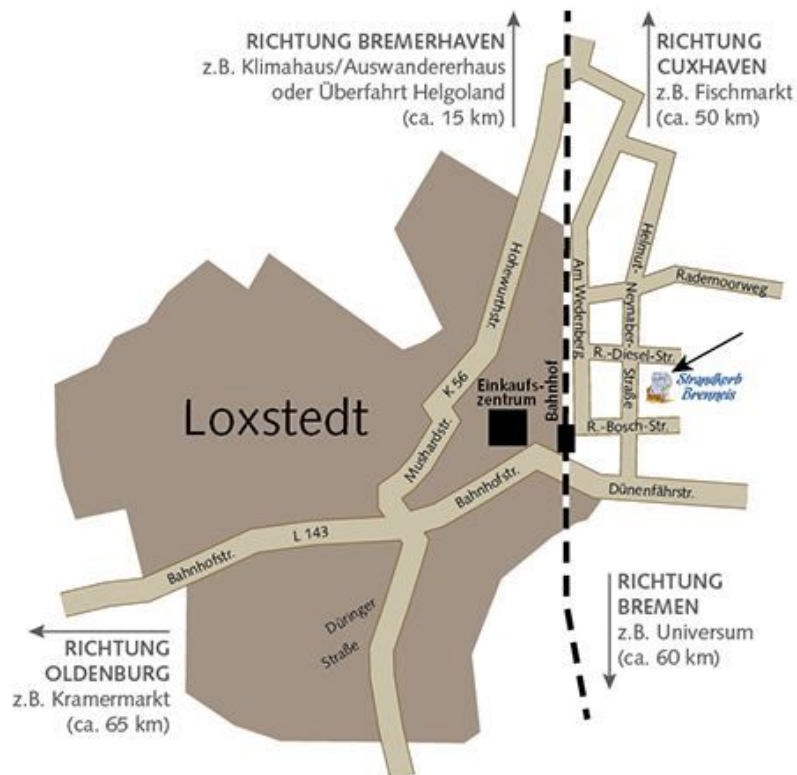 RICHTUNG BREMERHAVEN
z.B. Klimahaus/Auswandererhaus
oder Überfahrt Helgoland
(ca. 15 km)
RICHTUNG
CUXHAVEN
z.B. Fischmarkt
(ca. 50 km)
Hohewurthstr.
Am Wedenberg
Helmut-
Neynaber-
Straße
Radernoorweg
R.-Diesel-Str.
Strandkorb
Brenneis
K 56
Einkaufs-
zentrum
Bahnhof
Loxstedt
Mushardstr.
R.-Bosch-Str.
Bahnhofstr.
Dünenfährstr.
L 143
Bahnhofstr.
Düringer
Straße
RICHTUNG
BREMEN
z.B. Universum
(ca. 60 km)
RICHTUNG
OLDENBURG
z.B. Kramermarkt
(ca. 65 km)